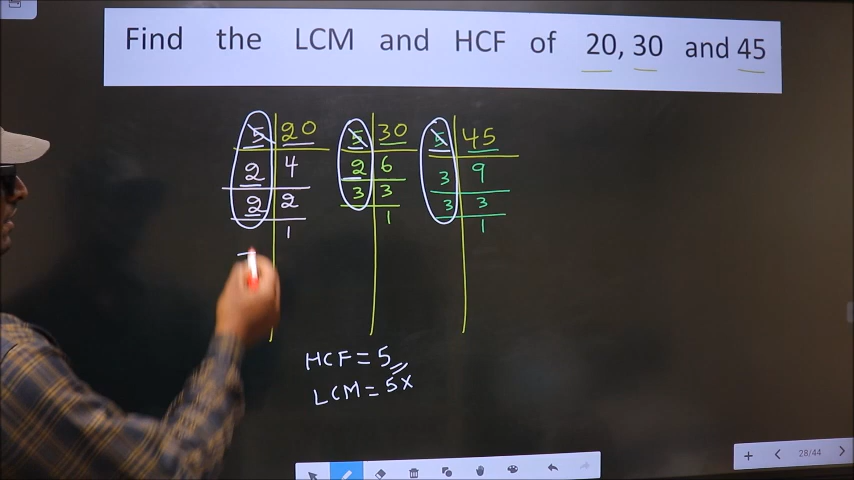 Find the LCM and HCF of 20, 30 and 45
5 20 5 30 5 45
2 4 2 6 3 9
2 2 3 3 3 3
1 1 1
HCF = 5
LCM = 5x
28/44